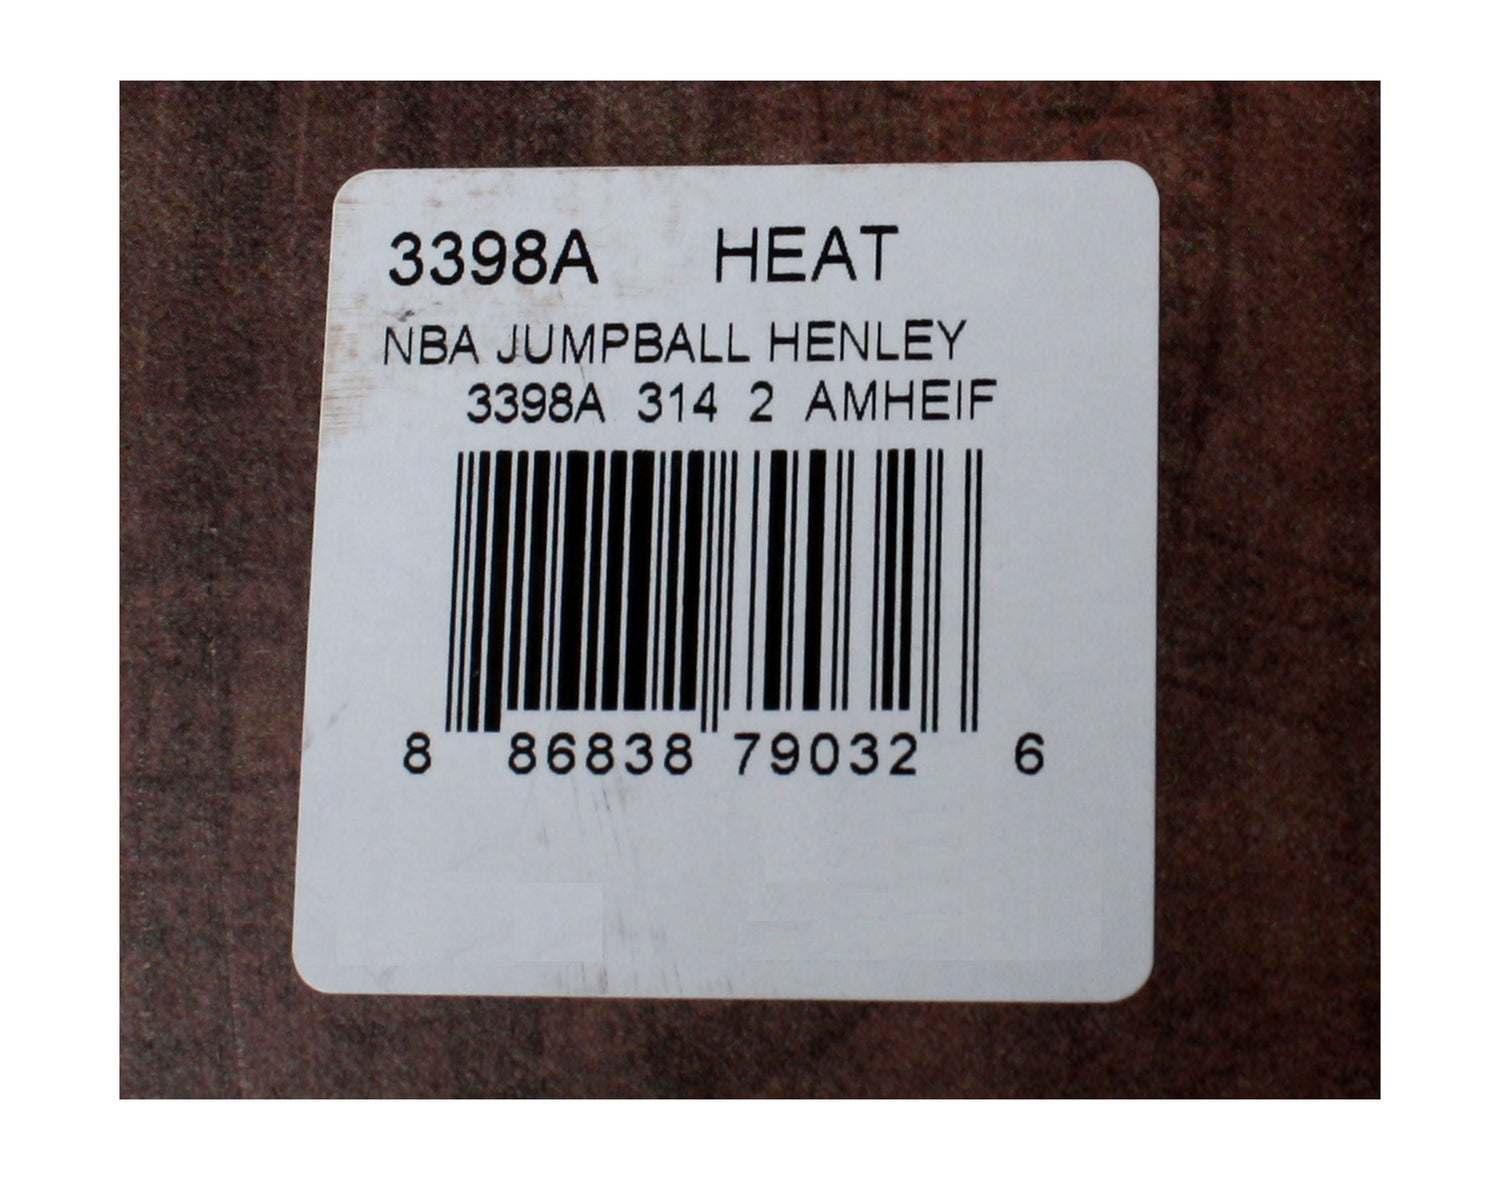 3398A HEAT
NBA JUMPBALL HENLEY
3398A 314 2 AMHEIF
8 86838 79032 6